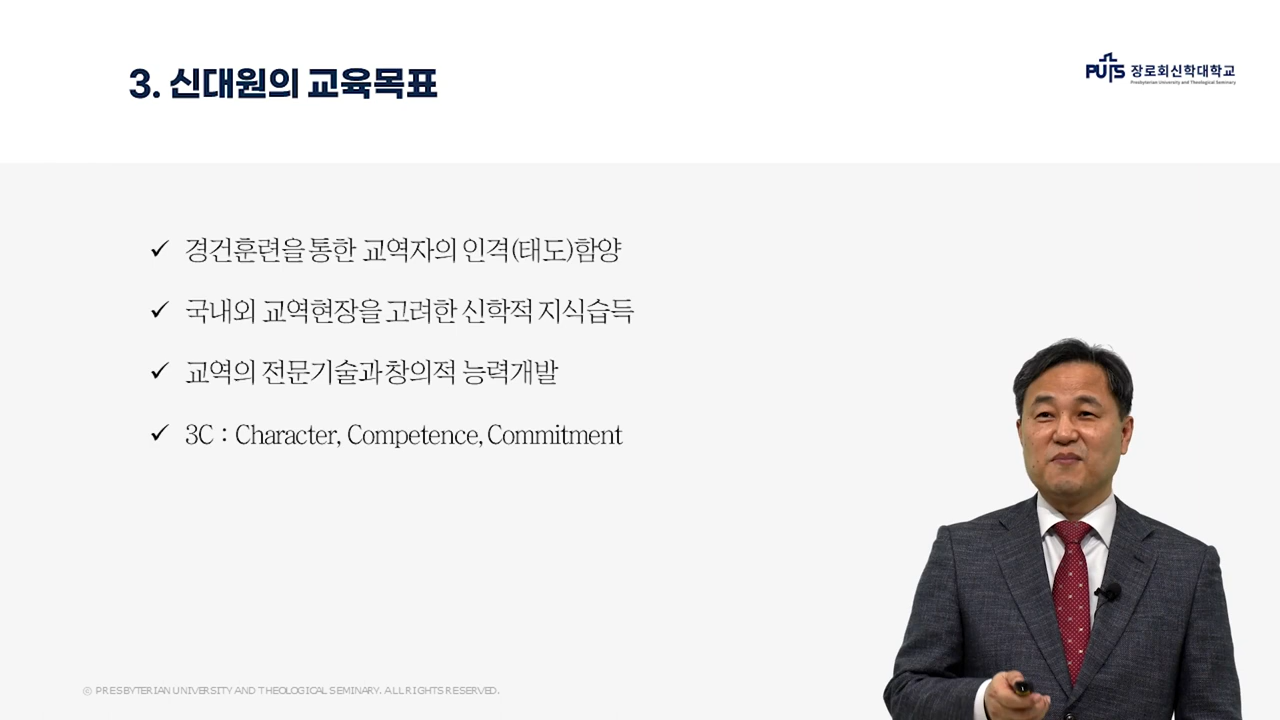 3. 신대원의 교육목표
PUTS 장로회신학대학교
Presbyterian University and Theological Seminary
✓ 경건훈련을 통한 교역자의 인격(태도)함양
✓ 국내외 교역현장을 고려한 신학적 지식습득
✓ 교역의 전문기술과 창의적 능력개발
✓ 3C : Character, Competence, Commitment
© PRESBYTERIAN UNIVERSITY AND THEOLOGICAL SEMINARY. ALL RIGHTS RESERVED.